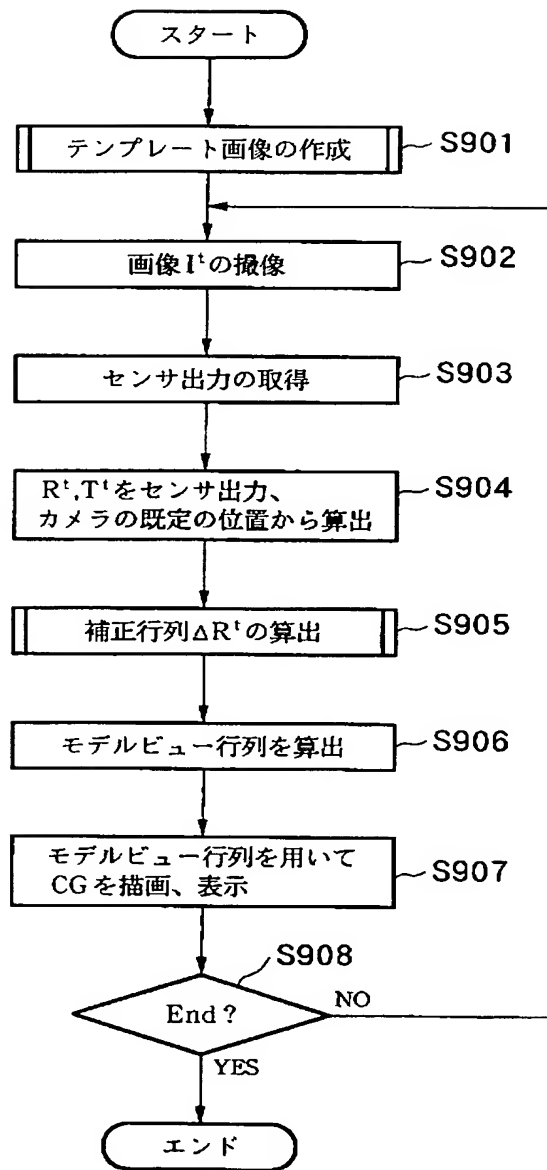 スタート
テンプレート画像の作成
S901
画像Iᵗの撮像
S902
センサ出力の取得
S903
Rᵗ,Tᵗをセンサ出力、
カメラの既定の位置から算出
S904
補正行列ΔRᵗの算出
S905
モデルビュー行列を算出
S906
モデルビュー行列を用いて
CGを描画、表示
S907
S908
End?
NO
YES
エンド